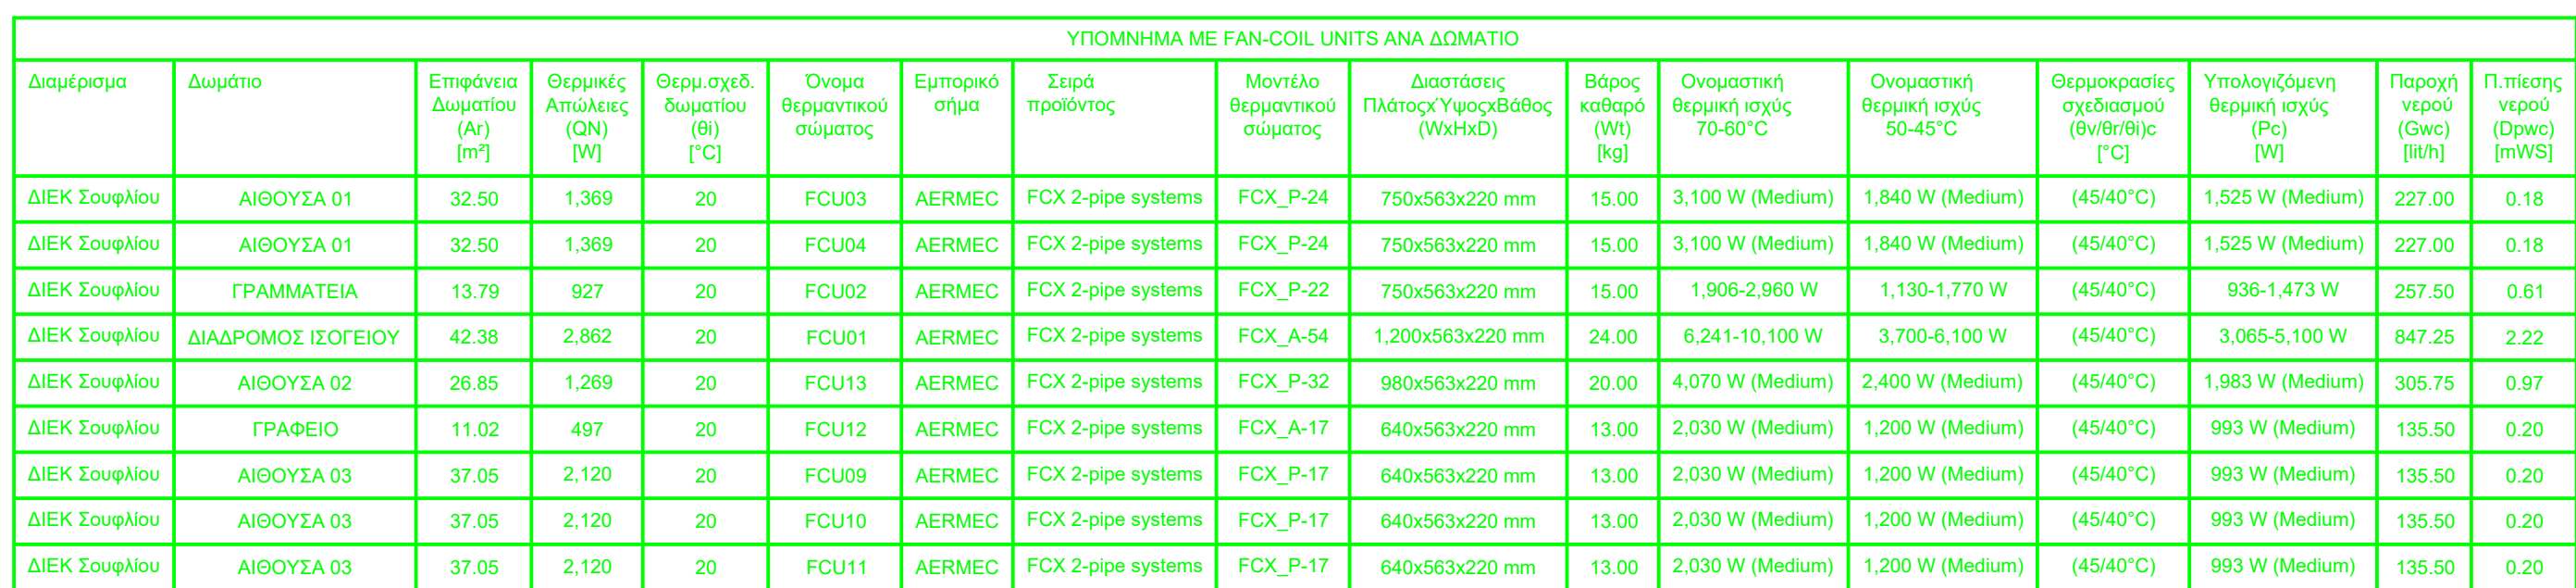 ΥΠΟΜΝΗΜΑ ΜΕ FAN-COIL UNITS ΑΝΑ ΔΩΜΑΤΙΟ
Διαμέρισμα Δωμάτιο Επιφάνεια Δωματίου (Ar) [m²] Θερμικές Απώλειες (QN) [W] Θερμ.σχεδ. δωματίου (θi) [°C] Όνομα θερμαντικού σώματος Εμπορικό σήμα Σειρά προϊόντος Μοντέλο θερμαντικού σώματος Διαστάσεις ΠλάτοςxΎψοςxΒάθος (WxHxD) Βάρος καθαρό (Wt) [kg] Ονομαστική θερμική ισχύς 70-60°C Ονομαστική θερμική ισχύς 50-45°C Θερμοκρασίες σχεδιασμού (θv/θr/θi)c [°C] Υπολογιζόμενη θερμική ισχύς (Pc) [W] Παροχή νερού (Gwc) [lit/h] Π.πίεσης νερού (Dpwc) [mWS]
ΔΙΕΚ Σουφλίου ΑΙΘΟΥΣΑ 01 32.50 1,369 20 FCU03 AERMEC FCX 2-pipe systems FCX_P-24 750x563x220 mm 15.00 3,100 W (Medium) 1,840 W (Medium) (45/40°C) 1,525 W (Medium) 227.00 0.18
ΔΙΕΚ Σουφλίου ΑΙΘΟΥΣΑ 01 32.50 1,369 20 FCU04 AERMEC FCX 2-pipe systems FCX_P-24 750x563x220 mm 15.00 3,100 W (Medium) 1,840 W (Medium) (45/40°C) 1,525 W (Medium) 227.00 0.18
ΔΙΕΚ Σουφλίου ΓΡΑΜΜΑΤΕΙΑ 13.79 927 20 FCU02 AERMEC FCX 2-pipe systems FCX_P-22 750x563x220 mm 15.00 1,906-2,960 W 1,130-1,770 W (45/40°C) 936-1,473 W 257.50 0.61
ΔΙΕΚ Σουφλίου ΔΙΑΔΡΟΜΟΣ ΙΣΟΓΕΙΟΥ 42.38 2,862 20 FCU01 AERMEC FCX 2-pipe systems FCX_A-54 1,200x563x220 mm 24.00 6,241-10,100 W 3,700-6,100 W (45/40°C) 3,065-5,100 W 847.25 2.22
ΔΙΕΚ Σουφλίου ΑΙΘΟΥΣΑ 02 26.85 1,269 20 FCU13 AERMEC FCX 2-pipe systems FCX_P-32 980x563x220 mm 20.00 4,070 W (Medium) 2,400 W (Medium) (45/40°C) 1,983 W (Medium) 305.75 0.97
ΔΙΕΚ Σουφλίου ΓΡΑΦΕΙΟ 11.02 497 20 FCU12 AERMEC FCX 2-pipe systems FCX_A-17 640x563x220 mm 13.00 2,030 W (Medium) 1,200 W (Medium) (45/40°C) 993 W (Medium) 135.50 0.20
ΔΙΕΚ Σουφλίου ΑΙΘΟΥΣΑ 03 37.05 2,120 20 FCU09 AERMEC FCX 2-pipe systems FCX_P-17 640x563x220 mm 13.00 2,030 W (Medium) 1,200 W (Medium) (45/40°C) 993 W (Medium) 135.50 0.20
ΔΙΕΚ Σουφλίου ΑΙΘΟΥΣΑ 03 37.05 2,120 20 FCU10 AERMEC FCX 2-pipe systems FCX_P-17 640x563x220 mm 13.00 2,030 W (Medium) 1,200 W (Medium) (45/40°C) 993 W (Medium) 135.50 0.20
ΔΙΕΚ Σουφλίου ΑΙΘΟΥΣΑ 03 37.05 2,120 20 FCU11 AERMEC FCX 2-pipe systems FCX_P-17 640x563x220 mm 13.00 2,030 W (Medium) 1,200 W (Medium) (45/40°C) 993 W (Medium) 135.50 0.20